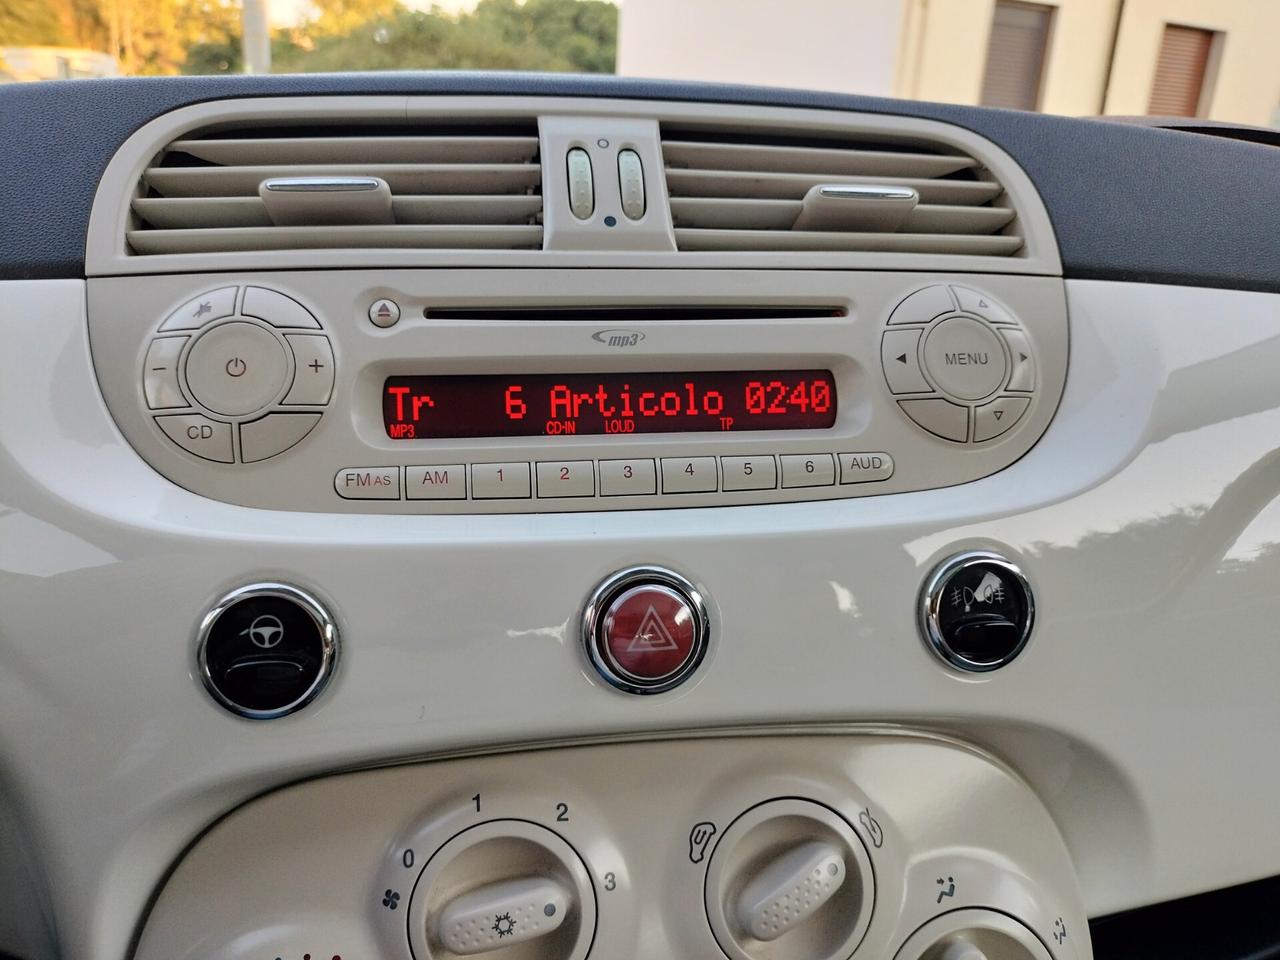 mp3
MENU
− +
CD
Tr 6 Articolo 0240
MP3 CD-IN LOUD TP
FM AS AM 1 2 3 4 5 6 AUD
1 2
0 3